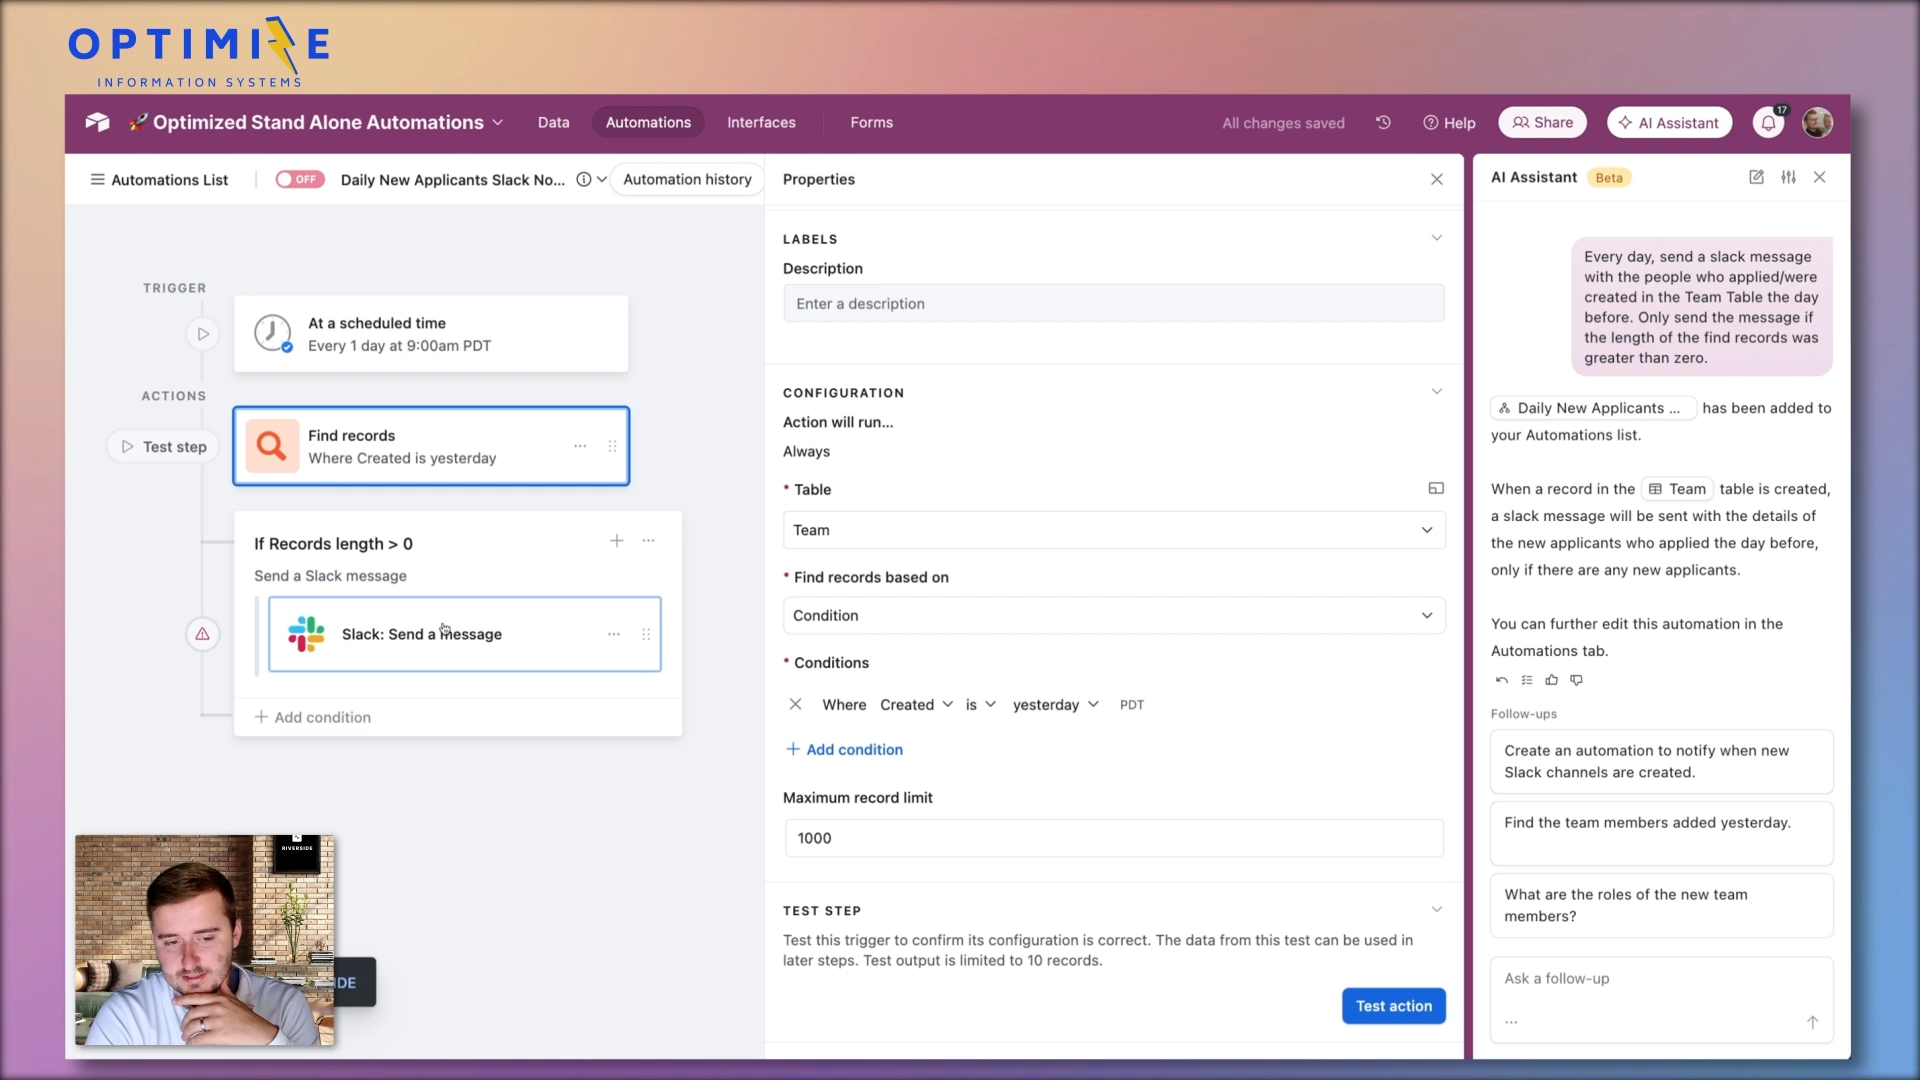 OPTIMIZE
INFORMATION SYSTEMS
🚀 Optimized Stand Alone Automations
Data
Automations
Interfaces
Forms
All changes saved
Help
Share
AI Assistant
17
Automations List
OFF
Daily New Applicants Slack No...
Automation history
TRIGGER
At a scheduled time
Every 1 day at 9:00am PDT
ACTIONS
Test step
Find records
Where Created is yesterday
If Records length > 0
Send a Slack message
Slack: Send a message
+ Add condition
RIVERSIDE
IDE
Properties
LABELS
Description
Enter a description
CONFIGURATION
Action will run...
Always
* Table
Team
* Find records based on
Condition
* Conditions
Where Created is yesterday PDT
+ Add condition
Maximum record limit
1000
TEST STEP
Test this trigger to confirm its configuration is correct. The data from this test can be used in
later steps. Test output is limited to 10 records.
Test action
AI Assistant Beta
Every day, send a slack message
with the people who applied/were
created in the Team Table the day
before. Only send the message if
the length of the find records was
greater than zero.
Daily New Applicants ... has been added to
your Automations list.
When a record in the Team table is created,
a slack message will be sent with the details of
the new applicants who applied the day before,
only if there are any new applicants.
You can further edit this automation in the
Automations tab.
Follow-ups
Create an automation to notify when new
Slack channels are created.
Find the team members added yesterday.
What are the roles of the new team
members?
Ask a follow-up
...